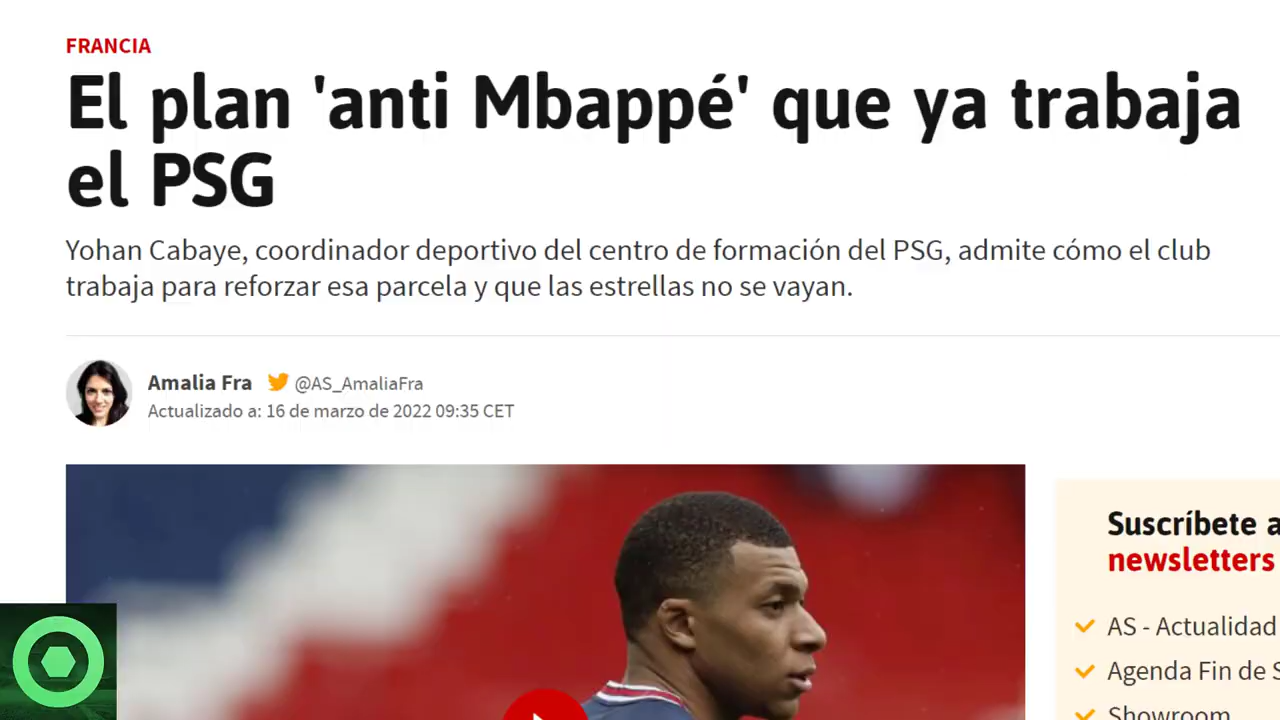 FRANCIA
El plan 'anti Mbappé' que ya trabaja
el PSG
Yohan Cabaye, coordinador deportivo del centro de formación del PSG, admite cómo el club
trabaja para reforzar esa parcela y que las estrellas no se vayan.
Amalia Fra @AS_AmaliaFra
Actualizado a: 16 de marzo de 2022 09:35 CET
Suscríbete a
newsletters
AS - Actualidad
Agenda Fin de S
Showroom